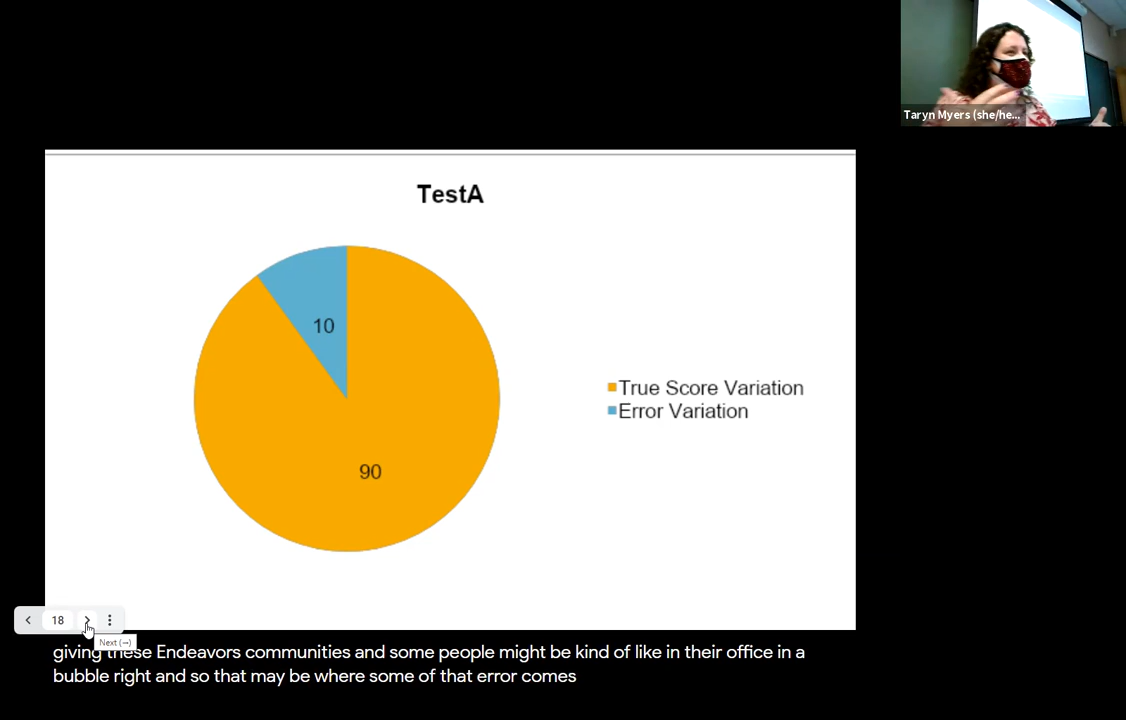 Taryn Myers (she/he...
TestA
10
90
True Score Variation
Error Variation
18
Next (→)
giving these Endeavors communities and some people might be kind of like in their office in a
bubble right and so that may be where some of that error comes